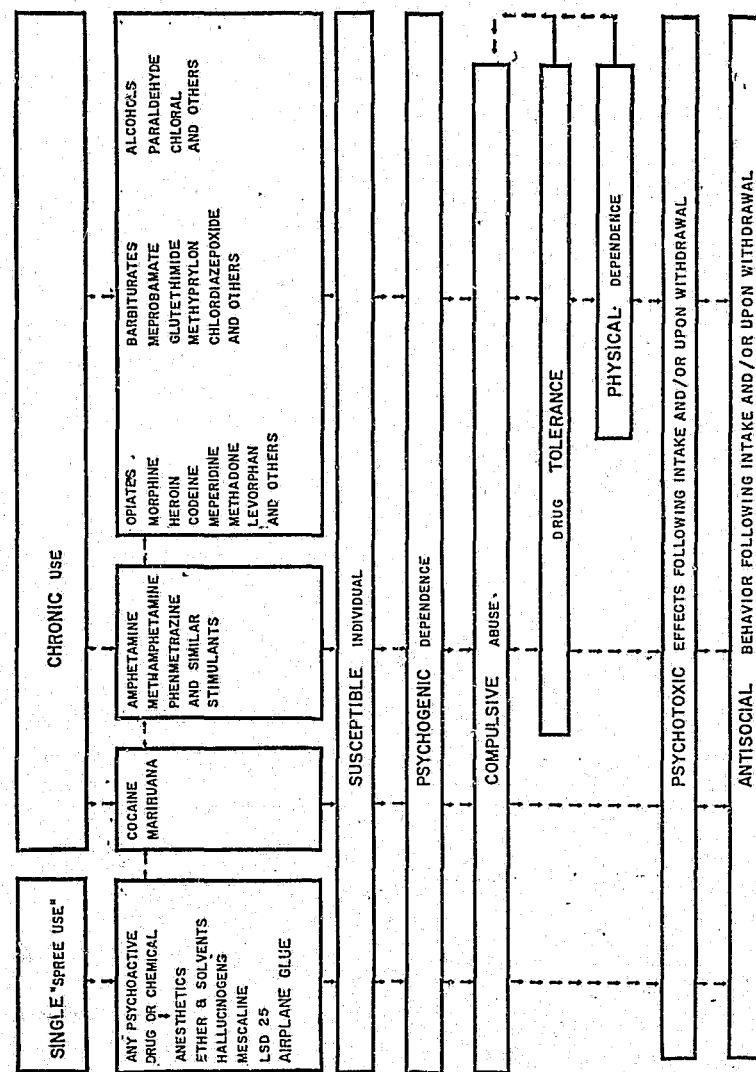 SINGLE "SPREE USE"
CHRONIC USE
ANY PSYCHOACTIVE
DRUG OR CHEMICAL
ANESTHETICS
ETHER & SOLVENTS
HALLUCINOGENG
MESCALINE
LSD 25
AIRPLANE GLUE
COCAINE
MARIRUANA
AMPHETAMINE
METHAMPHETAMINE
PHENMETRAZINE
AND SIMILAR
STIMULANTS
OPIATES
MORPHINE
HEROIN
CODEINE
MEPERIDINE
METHADONE
LEVORPHAN
AND OTHERS
BARBITURATES
MEPROBAMATE
GLUTETHIMIDE
METHYPRYLON
CHLORDIAZEPOXIDE
AND OTHERS
ALCOHOLS
PARALDEHYDE
CHLORAL
AND OTHERS
SUSCEPTIBLE INDIVIDUAL
PSYCHOGENIC DEPENDENCE
COMPULSIVE ABUSE
DRUG TOLERANCE
PHYSICAL DEPENDENCE
PSYCHOTOXIC EFFECTS FOLLOWING INTAKE AND/OR UPON WITHDRAWAL
ANTISOCIAL BEHAVIOR FOLLOWING INTAKE AND/OR UPON WITHDRAWAL